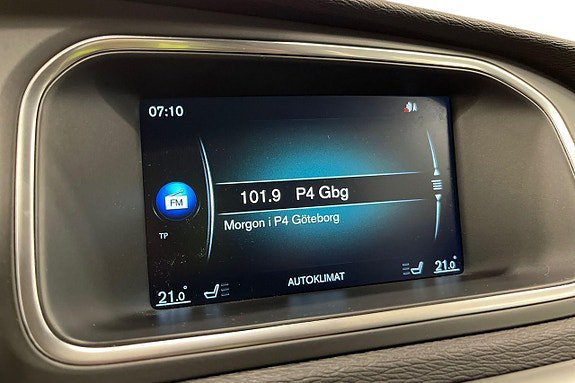 07:10
101.9 P4 Gbg
FM
Morgon i P4 Göteborg
TP
21.0°
21.0°
AUTOKLIMAT